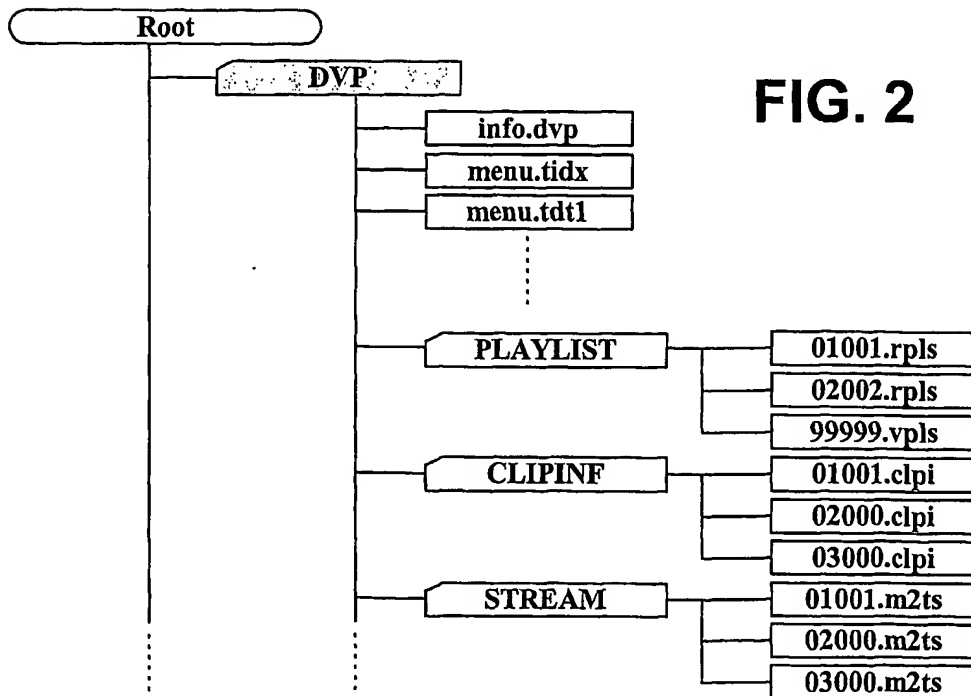 Root
DVP
FIG. 2
info.dvp
menu.tidx
menu.tdt1
PLAYLIST
01001.rpls
02002.rpls
99999.vpls
CLIPINF
01001.clpi
02000.clpi
03000.clpi
STREAM
01001.m2ts
02000.m2ts
03000.m2ts